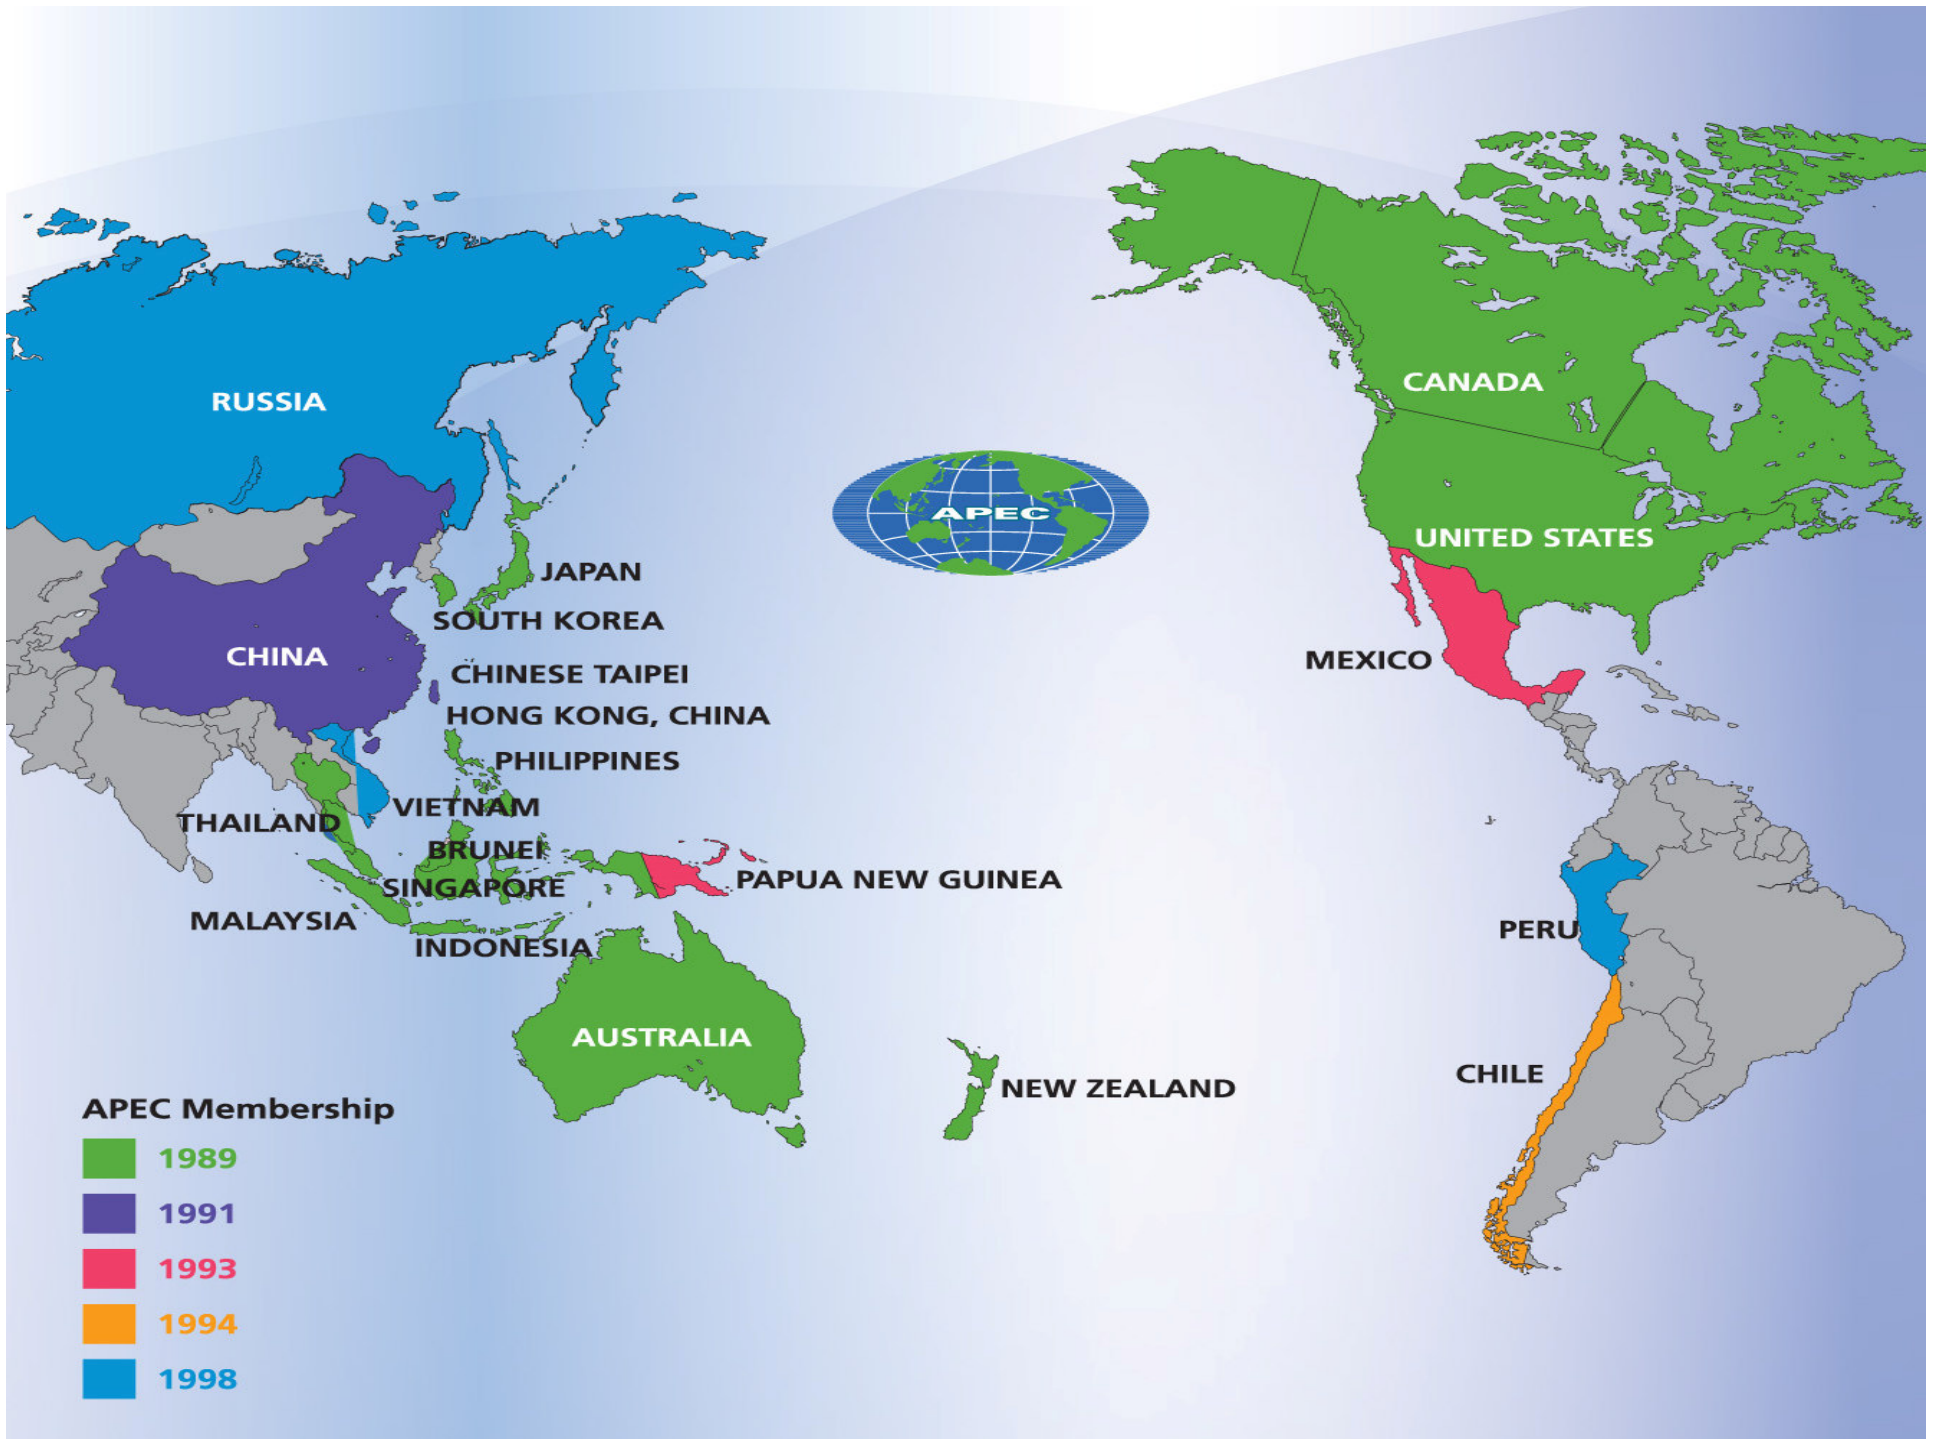 RUSSIA
CANADA
APEC
UNITED STATES
JAPAN
SOUTH KOREA
CHINA
MEXICO
CHINESE TAIPEI
HONG KONG, CHINA
PHILIPPINES
VIETNAM
THAILAND
BRUNEI
PAPUA NEW GUINEA
SINGAPORE
MALAYSIA
PERU
INDONESIA
AUSTRALIA
CHILE
NEW ZEALAND
APEC Membership
1989
1991
1993
1994
1998